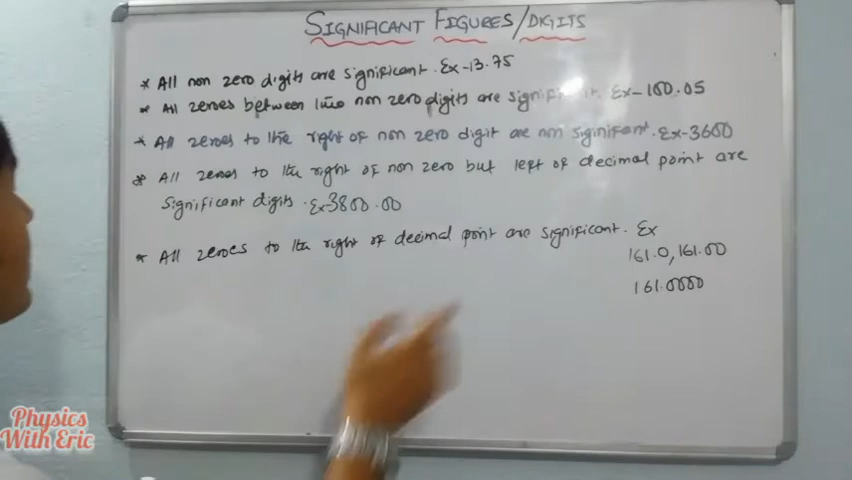 SIGNIFICANT FIGURES/DIGITS
* All non zero digits are significant. Ex-13.75
* All zeroes between two non zero digits are significant. Ex-100.05
* All zeroes to the right of non zero digit are non significant. Ex-3600
* All zeroes to the right of non zero but left of decimal point are
significant digits. Ex 3800.00
* All zeroes to the right of decimal point are significant. Ex
161.0, 161.00
161.0000
Physics
With Eric